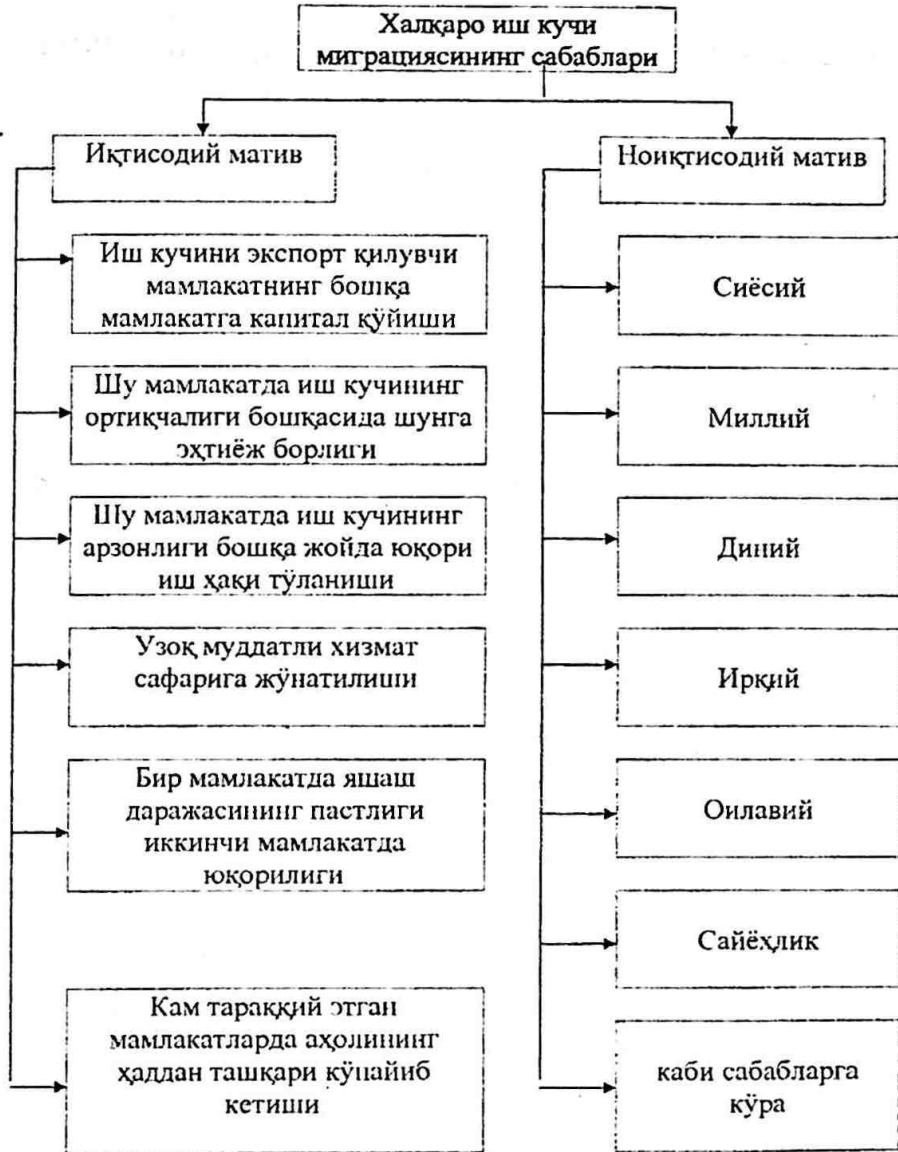 Халқаро иш кучи
миграциясининг сабаблари
Иқтисодий матив
Ноиқтисодий матив
Иш кучини экспорт қилувчи
мамлакатнинг бошқа
мамлакатга капитал қўйиши
Шу мамлакатда иш кучининг
ортиқчалиги бошқасида шунга
эҳтиёж борлиги
Шу мамлакатда иш кучининг
арзонлиги бошқа жойда юқори
иш ҳақи тўланиши
Узоқ муддатли хизмат
сафарига жўнатилиши
Бир мамлакатда яшаш
даражасининг пастлиги
иккинчи мамлакатда
юқорилиги
Кам тараққий этган
мамлакатларда аҳолининг
ҳаддан ташқари кўпайиб
кетиши
Сиёсий
Миллий
Диний
Ирқий
Оилавий
Сайёҳлик
каби сабабларга
кўра